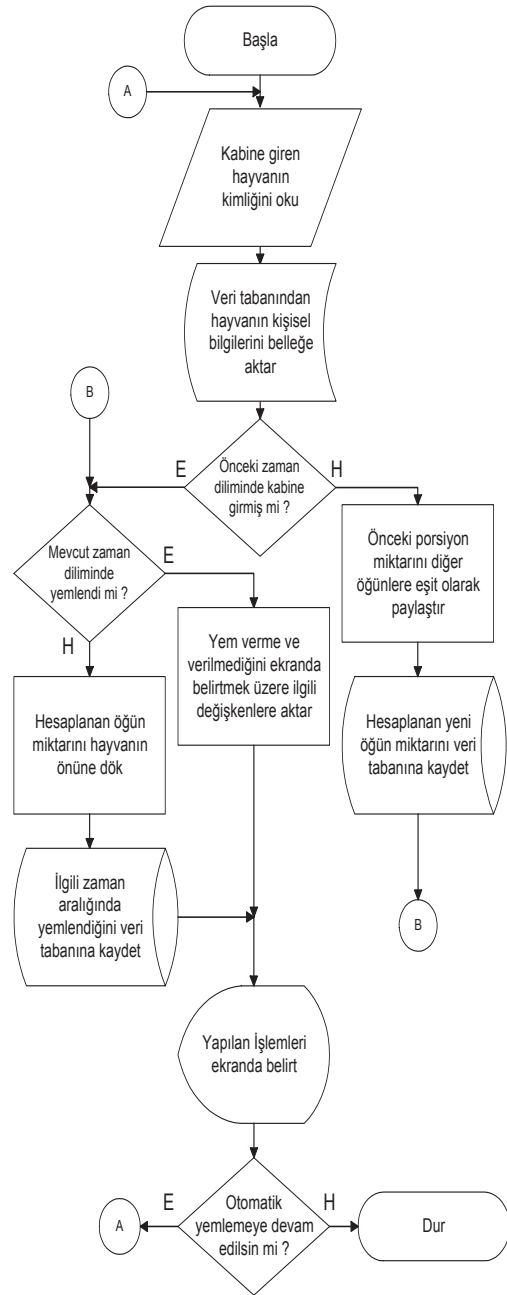 Başla
A
Kabine giren
hayvanın
kimliğini oku
Veri tabanından
hayvanın kişisel
bilgilerini belleğe
aktar
B
E
Önceki zaman
diliminde kabine
girmiş mi ?
H
Mevcut zaman
diliminde
yemlendi mi ?
E
H
Önceki porsiyon
miktarını diğer
öğünlere eşit olarak
paylaştır
Yem verme ve
verilmediğini ekranda
belirtmek üzere ilgili
değişkenlere aktar
Hesaplanan öğün
miktarını hayvanın
önüne dök
Hesaplanan yeni
öğün miktarını veri
tabanına kaydet
İlgili zaman
aralığında
yemlendiğini veri
tabanına kaydet
B
Yapılan İşlemleri
ekranda belirt
A
E
Otomatik
yemlemeye devam
edilsin mi ?
H
Dur